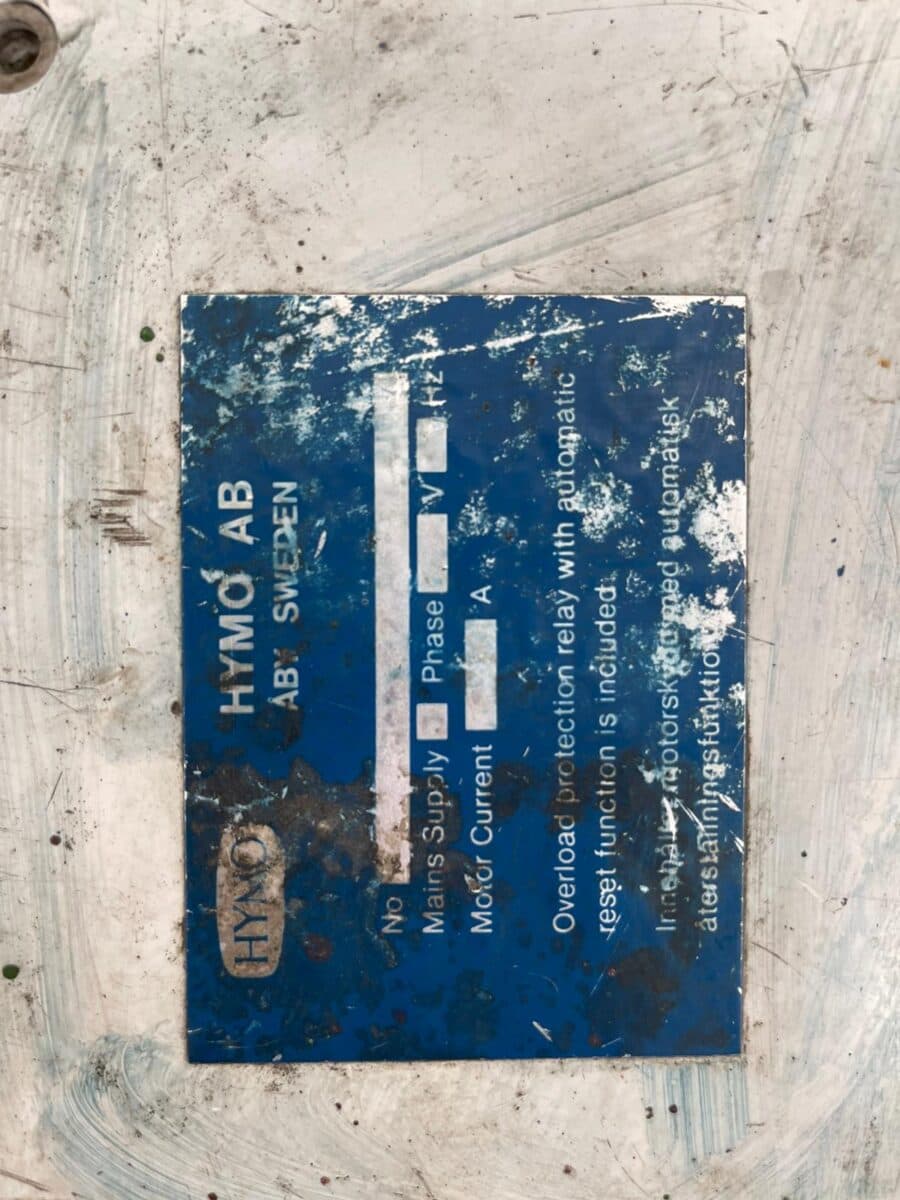 HYMO
HYMO AB
ÅBY SWEDEN
No
Mains Supply Phase V Hz
Motor Current A
Overload protection relay with automatic
reset function is included
Innehåller motorskydd med automatisk
återställningsfunktion